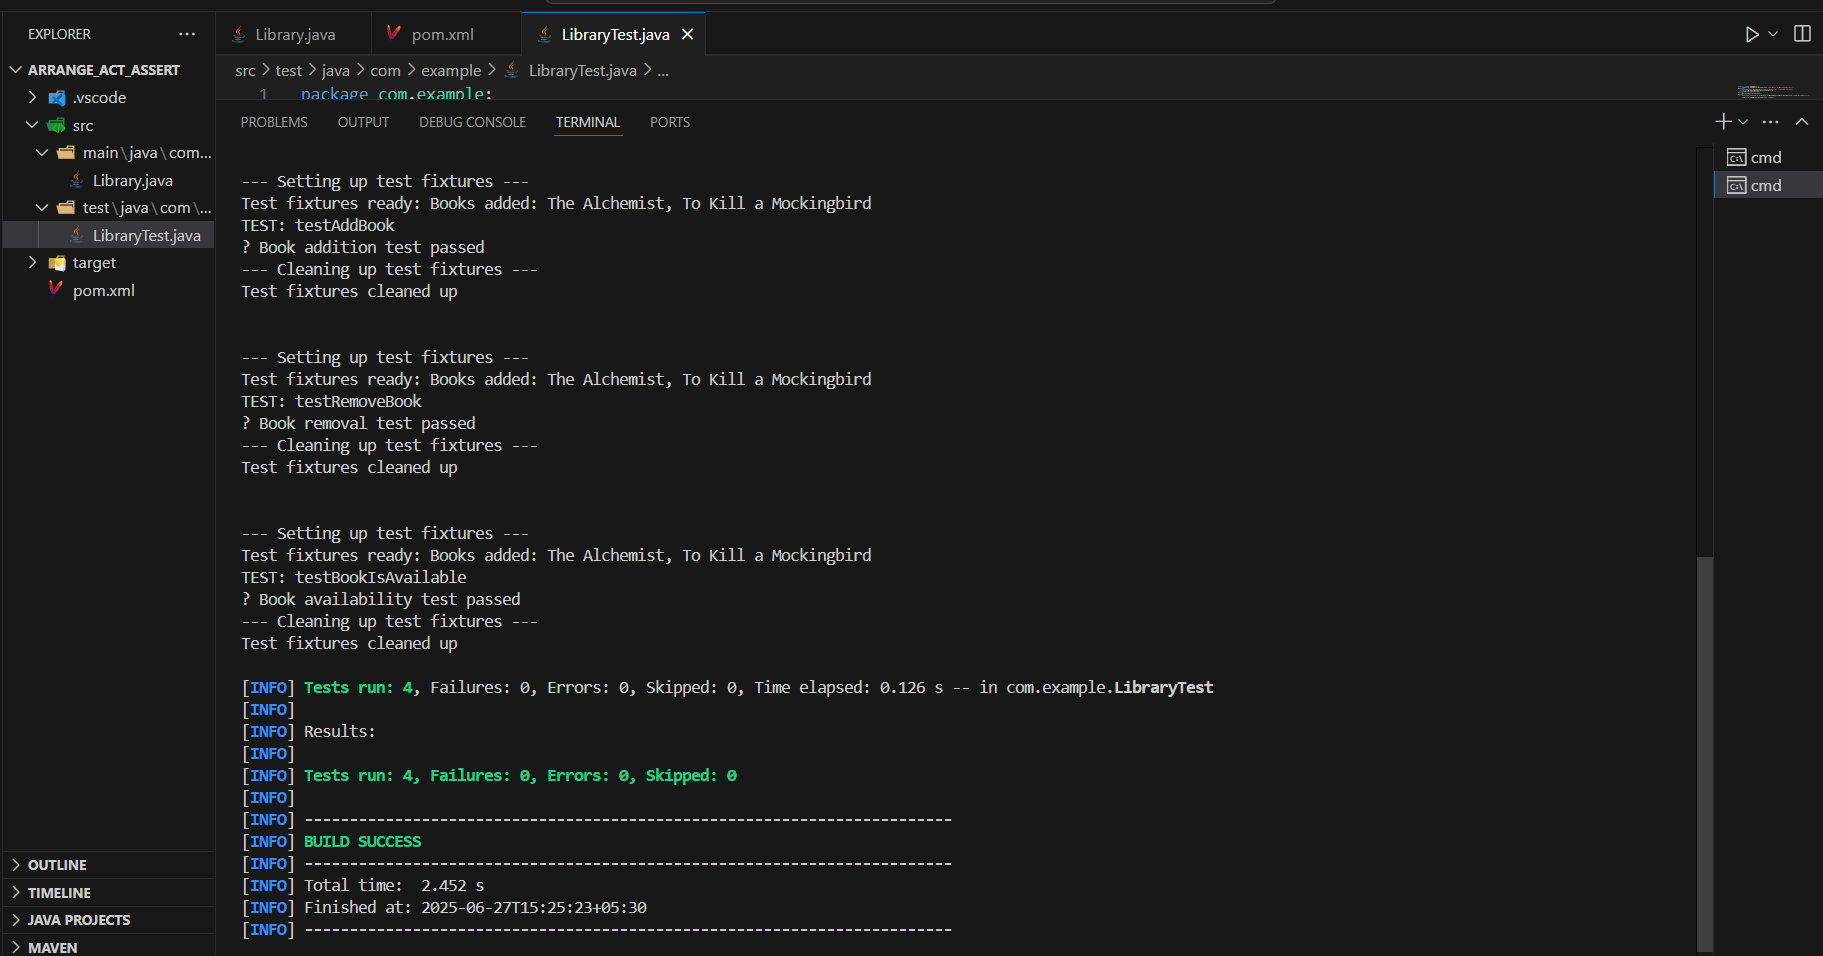 EXPLORER
ARRANGE_ACT_ASSERT
.vscode
src
main\java\com...
Library.java
test\java\com\...
LibraryTest.java
target
pom.xml
OUTLINE
TIMELINE
JAVA PROJECTS
MAVEN
Library.java pom.xml LibraryTest.java
src > test > java > com > example > LibraryTest.java > ...
1 package com.example;
PROBLEMS OUTPUT DEBUG CONSOLE TERMINAL PORTS
--- Setting up test fixtures ---
Test fixtures ready: Books added: The Alchemist, To Kill a Mockingbird
TEST: testAddBook
? Book addition test passed
--- Cleaning up test fixtures ---
Test fixtures cleaned up
--- Setting up test fixtures ---
Test fixtures ready: Books added: The Alchemist, To Kill a Mockingbird
TEST: testRemoveBook
? Book removal test passed
--- Cleaning up test fixtures ---
Test fixtures cleaned up
--- Setting up test fixtures ---
Test fixtures ready: Books added: The Alchemist, To Kill a Mockingbird
TEST: testBookIsAvailable
? Book availability test passed
--- Cleaning up test fixtures ---
Test fixtures cleaned up
[INFO] Tests run: 4, Failures: 0, Errors: 0, Skipped: 0, Time elapsed: 0.126 s -- in com.example.LibraryTest
[INFO]
[INFO] Results:
[INFO]
[INFO] Tests run: 4, Failures: 0, Errors: 0, Skipped: 0
[INFO]
[INFO] ------------------------------------------------------------------------
[INFO] BUILD SUCCESS
[INFO] ------------------------------------------------------------------------
[INFO] Total time:  2.452 s
[INFO] Finished at: 2025-06-27T15:25:23+05:30
[INFO] ------------------------------------------------------------------------
cmd
cmd